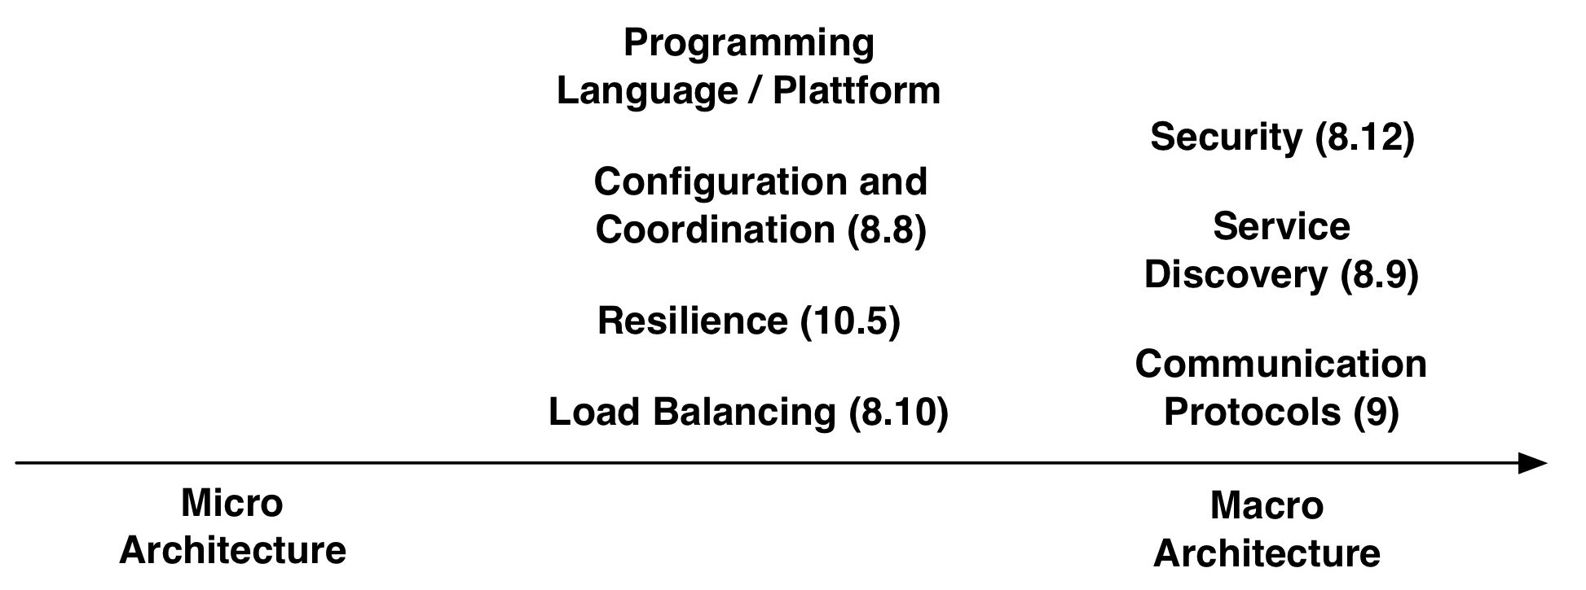 Programming
Language / Plattform
Configuration and
Coordination (8.8)
Resilience (10.5)
Load Balancing (8.10)
Security (8.12)
Service
Discovery (8.9)
Communication
Protocols (9)
Micro
Architecture
Macro
Architecture